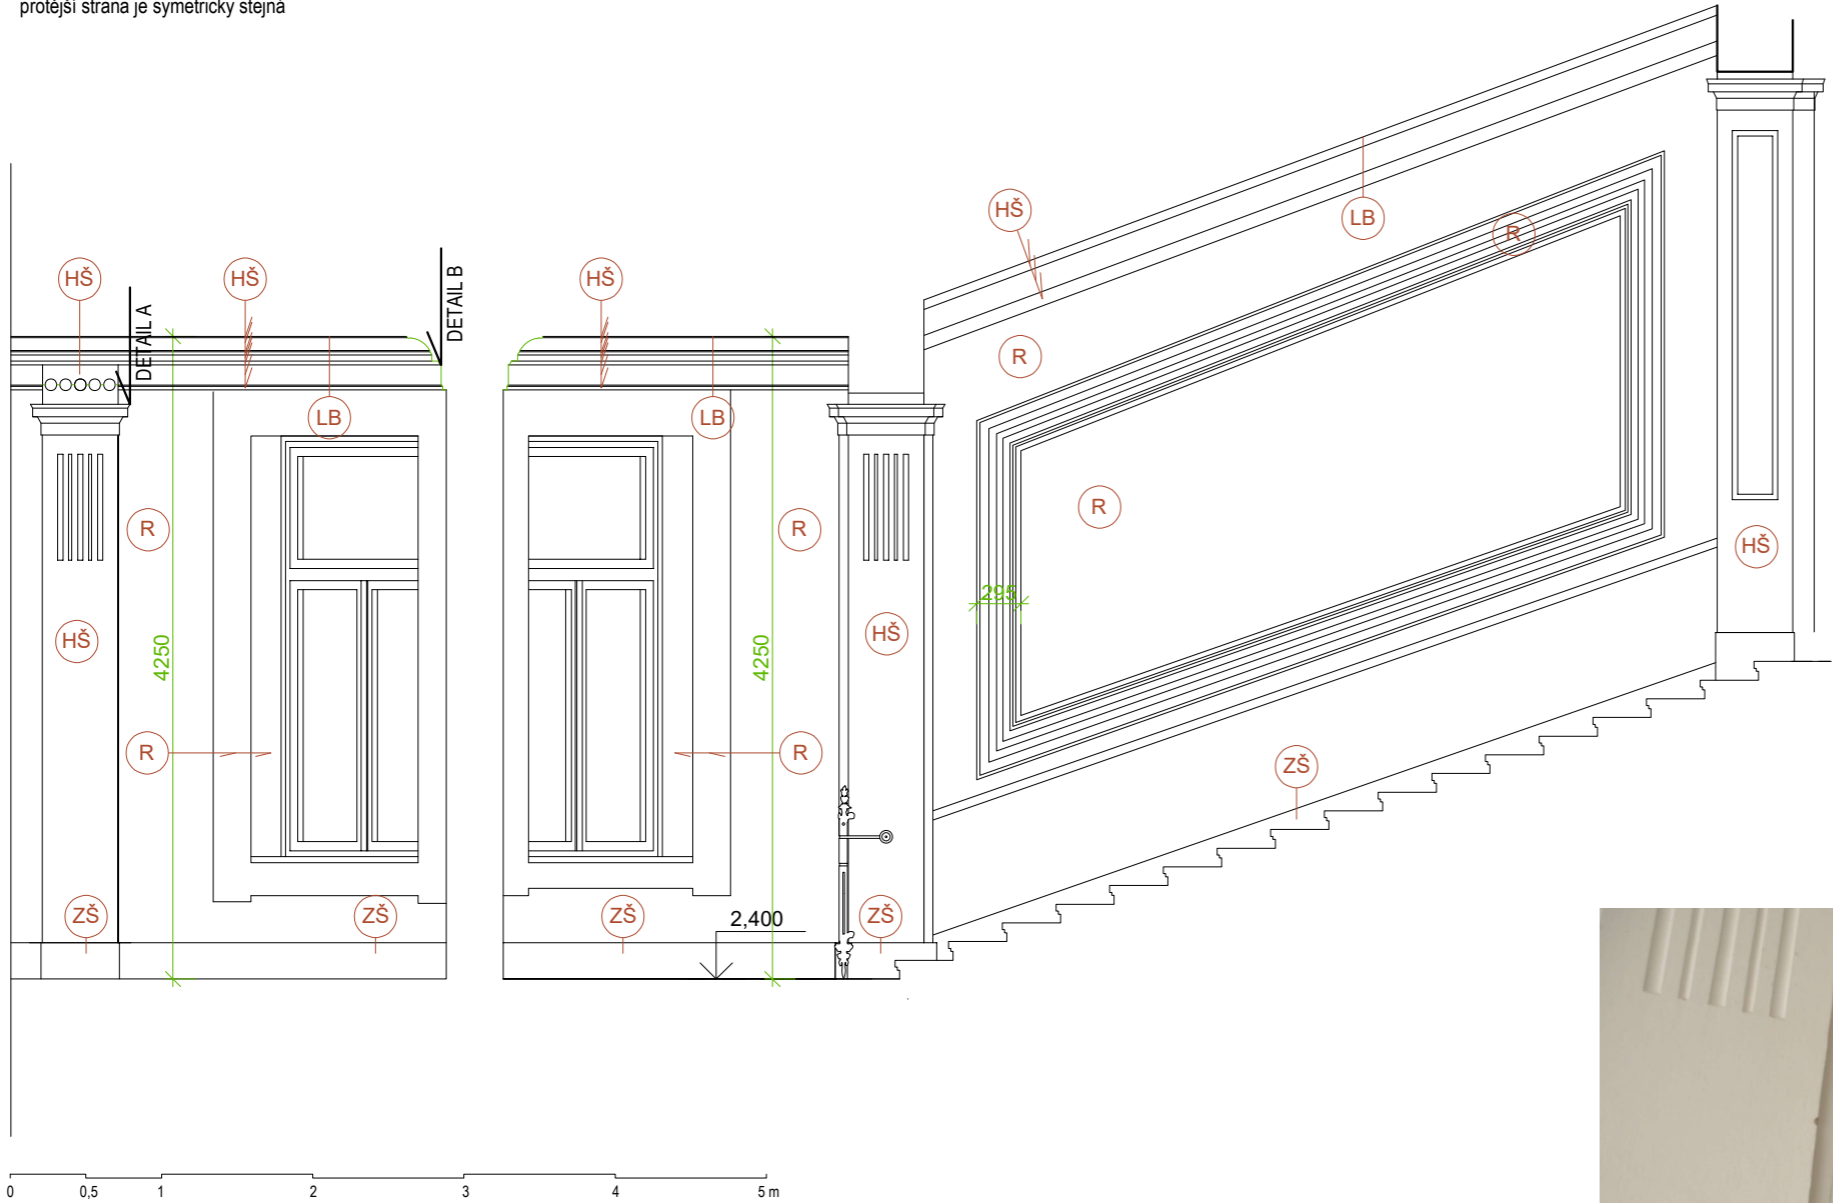 protější strana je symetricky stejná
HŠ
LB
R
HŠ
HŠ
HŠ
DETAIL A
DETAIL B
R
LB
LB
R
R
R
HŠ
HŠ
295
HŠ
4250
4250
HŠ
R
R
ZŠ
ZŠ
ZŠ
ZŠ
2,400
ZŠ
0 0,5 1 2 3 4 5 m